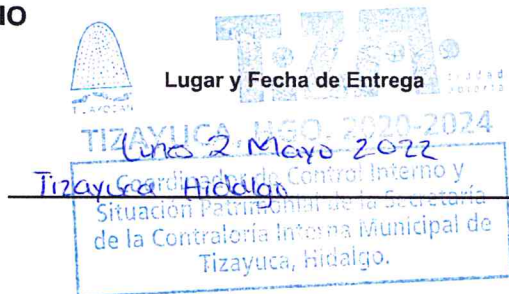 IO
TIZA
Lugar y Fecha de Entrega
TIZAYUCA, HGO. 2020-2024
Lunes 2 Mayo 2022
Tizayuca Hidalgo
Coordinador de Control Interno y
Situación Patrimonial de la Secretaría
de la Contraloría Interna Municipal de
Tizayuca, Hidalgo.